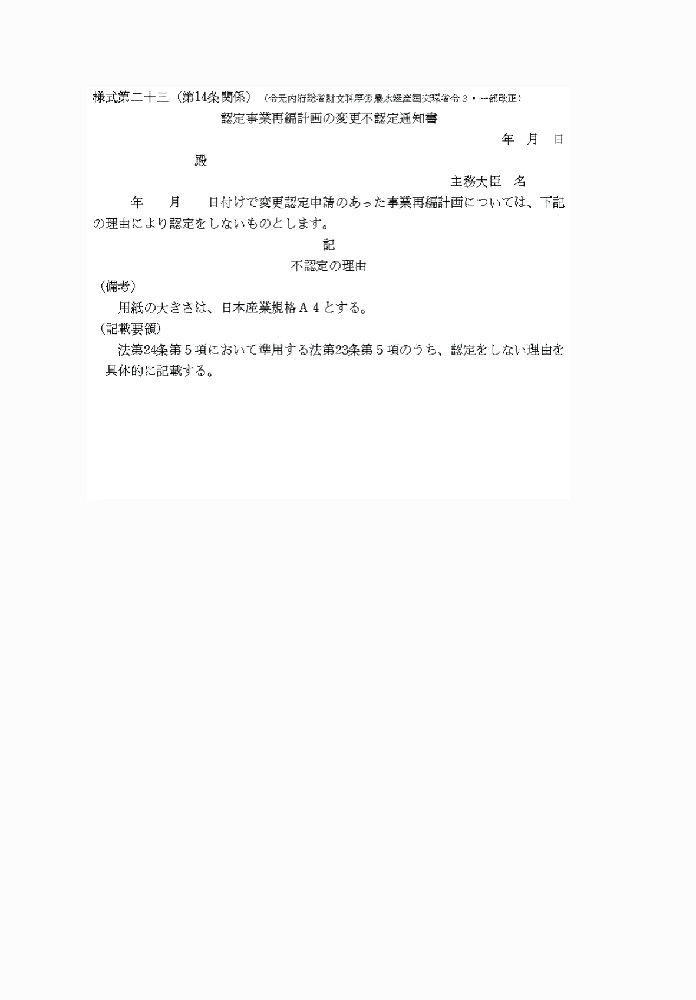 様式第二十三（第14条関係）（令元内府総省財文科厚労農水経産国交環省令３・一部改正）
認定事業再編計画の変更不認定通知書
年　月　日
殿
主務大臣　名
年　　月　　日付けで変更認定申請のあった事業再編計画については、下記
の理由により認定をしないものとします。
記
不認定の理由
（備考）
用紙の大きさは、日本産業規格Ａ４とする。
（記載要領）
法第24条第５項において準用する法第23条第５項のうち、認定をしない理由を
具体的に記載する。